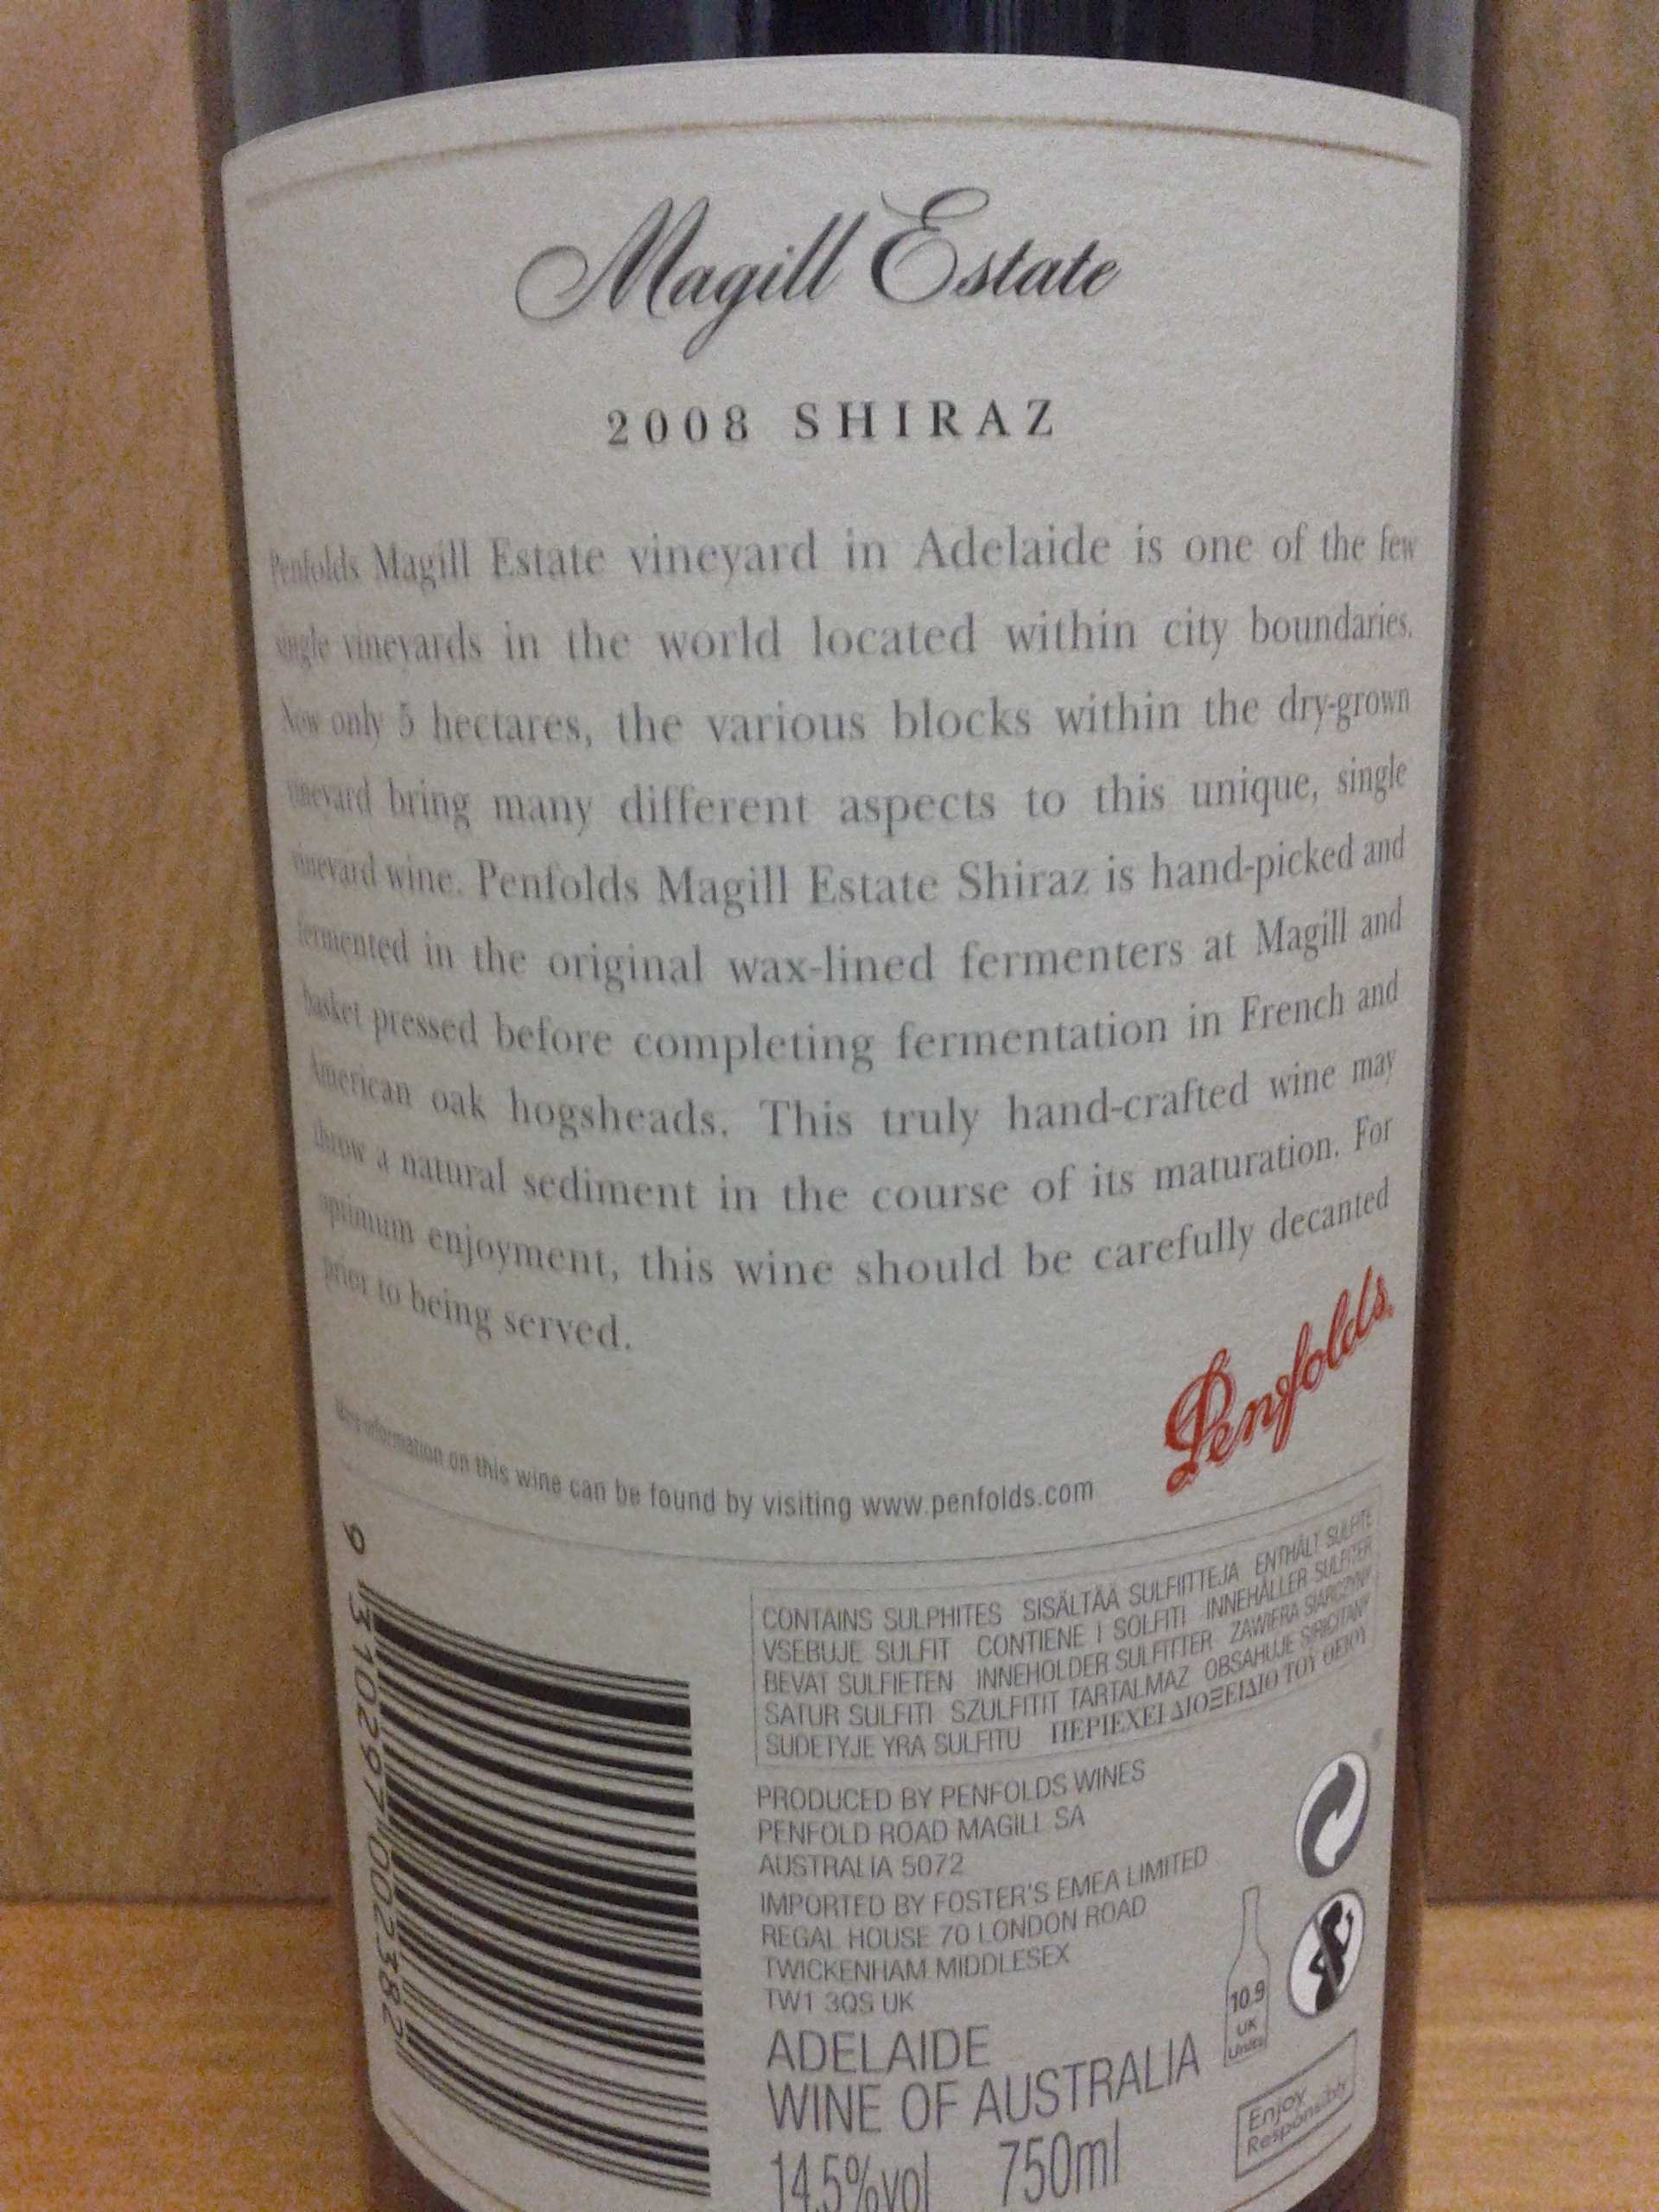 Magill Estate
2008 SHIRAZ
Penfolds Magill Estate vineyard in Adelaide is one of the few
single vineyards in the world located within city boundaries.
Now only 5 hectares, the various blocks within the dry-grown
vineyard bring many different aspects to this unique, single
vineyard wine. Penfolds Magill Estate Shiraz is hand-picked and
fermented in the original wax-lined fermenters at Magill and
basket pressed before completing fermentation in French and
American oak hogsheads. This truly hand-crafted wine may
throw a natural sediment in the course of its maturation. For
optimum enjoyment, this wine should be carefully decanted
prior to being served.
Penfolds
More information on this wine can be found by visiting www.penfolds.com
9 310297 002382
CONTAINS SULPHITES SISÄLTÄÄ SULFIITTEJA ENTHÄLT SULFITE
VSEBUJE SULFIT CONTIENE I SOLFITI INNEHÅLLER SULFITER
BEVAT SULFIETEN INNEHOLDER SULFITTER ZAWIERA SIARCZYNY
SATUR SULFITI SZULFITIT TARTALMAZ OBSAHUJE SIRICITANY
SUDETYJE YRA SULFITU ΠΕΡΙΕΧΕΙ ΔΙΟΞΕΙΔΙΟ ΤΟΥ ΘΕΙΟΥ
PRODUCED BY PENFOLDS WINES
PENFOLD ROAD MAGILL SA
AUSTRALIA 5072
IMPORTED BY FOSTER'S EMEA LIMITED
REGAL HOUSE 70 LONDON ROAD
TWICKENHAM MIDDLESEX
TW1 3QS UK
10.9
UK
Units
ADELAIDE
WINE OF AUSTRALIA
Enjoy
Responsibly
14.5%vol 750ml